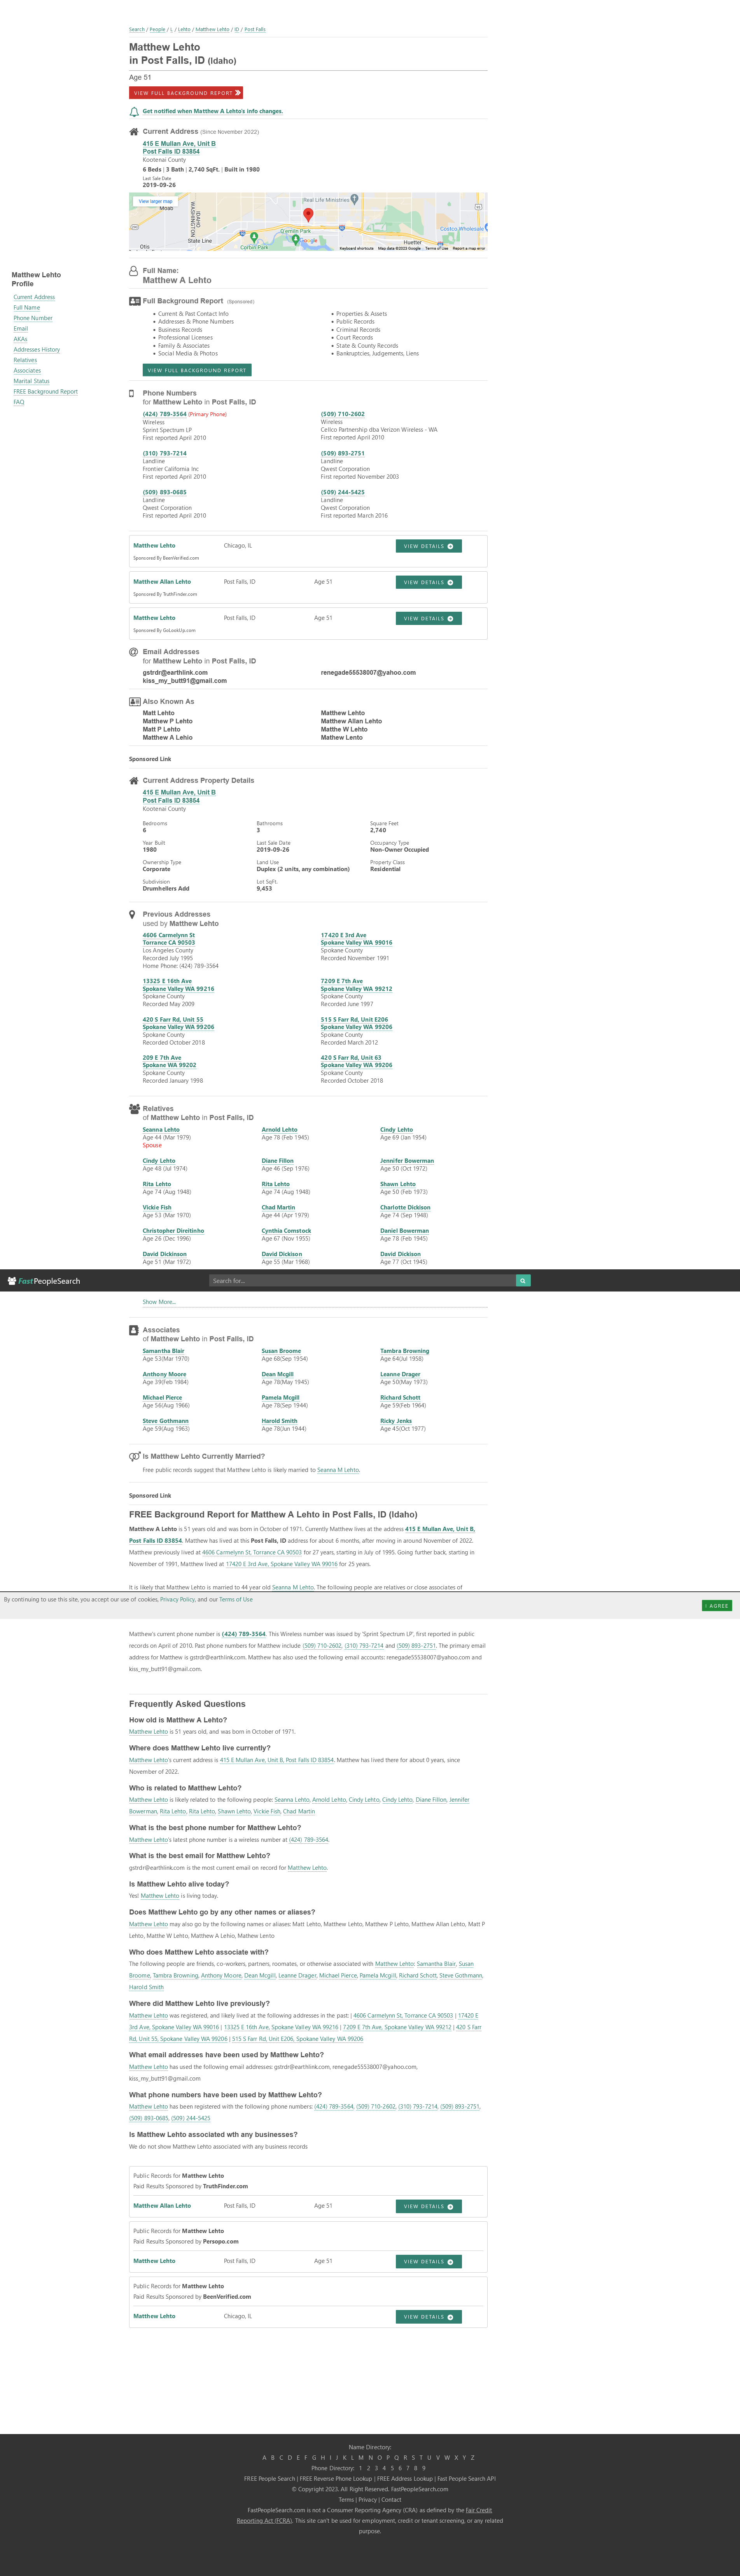 Search / People / L / Lehto / Matthew Lehto / ID / Post Falls
Matthew Lehto
in Post Falls, ID (Idaho)
Age 51
VIEW FULL BACKGROUND REPORT
Get notified when Matthew A Lehto's info changes.
Current Address (Since November 2022)
415 E Mullan Ave, Unit B
Post Falls ID 83854
Kootenai County
6 Beds | 3 Bath | 2,740 SqFt. | Built in 1980
Last Sale Date
2019-09-26
View larger map
Moab
IDAHO
WASHINGTON
State Line
Otis
Real Life Ministries
Q'emiln Park
Corbin Park
Google
Huetter
Costco Wholesale
Keyboard shortcuts Map data ©2023 Google Terms of Use Report a map error
Matthew Lehto
Profile
Current Address
Full Name
Phone Number
Email
AKAs
Addresses History
Relatives
Associates
Marital Status
FREE Background Report
FAQ
Full Name:
Matthew A Lehto
Full Background Report (Sponsored)
Current & Past Contact Info
Addresses & Phone Numbers
Business Records
Professional Licenses
Family & Associates
Social Media & Photos
Properties & Assets
Public Records
Criminal Records
Court Records
State & County Records
Bankruptcies, Judgements, Liens
VIEW FULL BACKGROUND REPORT
Phone Numbers
for Matthew Lehto in Post Falls, ID
(424) 789-3564 (Primary Phone)
Wireless
Sprint Spectrum LP
First reported April 2010
(509) 710-2602
Wireless
Cellco Partnership dba Verizon Wireless - WA
First reported April 2010
(310) 793-7214
Landline
Frontier California Inc
First reported April 2010
(509) 893-2751
Landline
Qwest Corporation
First reported November 2003
(509) 893-0685
Landline
Qwest Corporation
First reported April 2010
(509) 244-5425
Landline
Qwest Corporation
First reported March 2016
Matthew Lehto Chicago, IL VIEW DETAILS
Sponsored By BeenVerified.com
Matthew Allan Lehto Post Falls, ID Age 51 VIEW DETAILS
Sponsored By TruthFinder.com
Matthew Lehto Post Falls, ID Age 51 VIEW DETAILS
Sponsored By GoLookUp.com
Email Addresses
for Matthew Lehto in Post Falls, ID
gstrdr@earthlink.com renegade55538007@yahoo.com
kiss_my_butt91@gmail.com
Also Known As
Matt Lehto Matthew Lehto
Matthew P Lehto Matthew Allan Lehto
Matt P Lehto Matthe W Lehto
Matthew A Lehio Mathew Lento
Sponsored Link
Current Address Property Details
415 E Mullan Ave, Unit B
Post Falls ID 83854
Kootenai County
Bedrooms Bathrooms Square Feet
6 3 2,740
Year Built Last Sale Date Occupancy Type
1980 2019-09-26 Non-Owner Occupied
Ownership Type Land Use Property Class
Corporate Duplex (2 units, any combination) Residential
Subdivision Lot SqFt.
Drumhellers Add 9,453
Previous Addresses
used by Matthew Lehto
4606 Carmelynn St
Torrance CA 90503
Los Angeles County
Recorded July 1995
Home Phone: (424) 789-3564
17420 E 3rd Ave
Spokane Valley WA 99016
Spokane County
Recorded November 1991
13325 E 16th Ave
Spokane Valley WA 99216
Spokane County
Recorded May 2009
7209 E 7th Ave
Spokane Valley WA 99212
Spokane County
Recorded June 1997
420 S Farr Rd, Unit 55
Spokane Valley WA 99206
Spokane County
Recorded October 2018
515 S Farr Rd, Unit E206
Spokane Valley WA 99206
Spokane County
Recorded March 2012
209 E 7th Ave
Spokane WA 99202
Spokane County
Recorded January 1998
420 S Farr Rd, Unit 63
Spokane Valley WA 99206
Spokane County
Recorded October 2018
Relatives
of Matthew Lehto in Post Falls, ID
Seanna Lehto Arnold Lehto Cindy Lehto
Age 44 (Mar 1979) Age 78 (Feb 1945) Age 69 (Jan 1954)
Spouse
Cindy Lehto Diane Fillon Jennifer Bowerman
Age 48 (Jul 1974) Age 46 (Sep 1976) Age 50 (Oct 1972)
Rita Lehto Rita Lehto Shawn Lehto
Age 74 (Aug 1948) Age 74 (Aug 1948) Age 50 (Feb 1973)
Vickie Fish Chad Martin Charlotte Dickison
Age 53 (Mar 1970) Age 44 (Apr 1979) Age 74 (Sep 1948)
Christopher Direitinho Cynthia Comstock Daniel Bowerman
Age 26 (Dec 1996) Age 67 (Nov 1955) Age 78 (Feb 1945)
David Dickinson David Dickison David Dickison
Age 51 (Mar 1972) Age 55 (Mar 1968) Age 77 (Oct 1945)
FastPeopleSearch Search for...
Show More...
Associates
of Matthew Lehto in Post Falls, ID
Samantha Blair Susan Broome Tambra Browning
Age 53(Mar 1970) Age 68(Sep 1954) Age 64(Jul 1958)
Anthony Moore Dean Mcgill Leanne Drager
Age 39(Feb 1984) Age 78(May 1945) Age 50(May 1973)
Michael Pierce Pamela Mcgill Richard Schott
Age 56(Aug 1966) Age 78(Sep 1944) Age 59(Feb 1964)
Steve Gothmann Harold Smith Ricky Jenks
Age 59(Aug 1963) Age 78(Jun 1944) Age 45(Oct 1977)
Is Matthew Lehto Currently Married?
Free public records suggest that Matthew Lehto is likely married to Seanna M Lehto.
Sponsored Link
FREE Background Report for Matthew A Lehto in Post Falls, ID (Idaho)
Matthew A Lehto is 51 years old and was born in October of 1971. Currently Matthew lives at the address 415 E Mullan Ave, Unit B,
Post Falls ID 83854. Matthew has lived at this Post Falls, ID address for about 6 months, after moving in around November of 2022.
Matthew previously lived at 4606 Carmelynn St, Torrance CA 90503 for 27 years, starting in July of 1995. Going further back, starting in
November of 1991, Matthew lived at 17420 E 3rd Ave, Spokane Valley WA 99016 for 25 years.
It is likely that Matthew Lehto is married to 44 year old Seanna M Lehto. The following people are relatives or close associates of
By continuing to use this site, you accept our use of cookies, Privacy Policy, and our Terms of Use
I AGREE
Matthew's current phone number is (424) 789-3564. This Wireless number was issued by 'Sprint Spectrum LP', first reported in public
records on April of 2010. Past phone numbers for Matthew include (509) 710-2602, (310) 793-7214 and (509) 893-2751. The primary email
address for Matthew is gstrdr@earthlink.com. Matthew has also used the following email accounts: renegade55538007@yahoo.com and
kiss_my_butt91@gmail.com.
Frequently Asked Questions
How old is Matthew A Lehto?
Matthew Lehto is 51 years old, and was born in October of 1971.
Where does Matthew Lehto live currently?
Matthew Lehto's current address is 415 E Mullan Ave, Unit B, Post Falls ID 83854. Matthew has lived there for about 0 years, since
November of 2022.
Who is related to Matthew Lehto?
Matthew Lehto is likely related to the following people: Seanna Lehto, Arnold Lehto, Cindy Lehto, Cindy Lehto, Diane Fillon, Jennifer
Bowerman, Rita Lehto, Rita Lehto, Shawn Lehto, Vickie Fish, Chad Martin
What is the best phone number for Matthew Lehto?
Matthew Lehto's latest phone number is a wireless number at (424) 789-3564.
What is the best email for Matthew Lehto?
gstrdr@earthlink.com is the most current email on record for Matthew Lehto.
Is Matthew Lehto alive today?
Yes! Matthew Lehto is living today.
Does Matthew Lehto go by any other names or aliases?
Matthew Lehto may also go by the following names or aliases: Matt Lehto, Matthew Lehto, Matthew P Lehto, Matthew Allan Lehto, Matt P
Lehto, Matthe W Lehto, Matthew A Lehio, Mathew Lento
Who does Matthew Lehto associate with?
The following people are friends, co-workers, partners, roomates, or otherwise associated with Matthew Lehto: Samantha Blair, Susan
Broome, Tambra Browning, Anthony Moore, Dean Mcgill, Leanne Drager, Michael Pierce, Pamela Mcgill, Richard Schott, Steve Gothmann,
Harold Smith
Where did Matthew Lehto live previously?
Matthew Lehto was registered, and likely lived at the following addresses in the past: | 4606 Carmelynn St, Torrance CA 90503 | 17420 E
3rd Ave, Spokane Valley WA 99016 | 13325 E 16th Ave, Spokane Valley WA 99216 | 7209 E 7th Ave, Spokane Valley WA 99212 | 420 S Farr
Rd, Unit 55, Spokane Valley WA 99206 | 515 S Farr Rd, Unit E206, Spokane Valley WA 99206
What email addresses have been used by Matthew Lehto?
Matthew Lehto has used the following email addresses: gstrdr@earthlink.com, renegade55538007@yahoo.com,
kiss_my_butt91@gmail.com
What phone numbers have been used by Matthew Lehto?
Matthew Lehto has been registered with the following phone numbers: (424) 789-3564, (509) 710-2602, (310) 793-7214, (509) 893-2751,
(509) 893-0685, (509) 244-5425
Is Matthew Lehto associated wth any businesses?
We do not show Matthew Lehto associated with any business records
Public Records for Matthew Lehto
Paid Results Sponsored by TruthFinder.com
Matthew Allan Lehto Post Falls, ID Age 51 VIEW DETAILS
Public Records for Matthew Lehto
Paid Results Sponsored by Persopo.com
Matthew Lehto Post Falls, ID Age 51 VIEW DETAILS
Public Records for Matthew Lehto
Paid Results Sponsored by BeenVerified.com
Matthew Lehto Chicago, IL VIEW DETAILS
Name Directory:
A B C D E F G H I J K L M N O P Q R S T U V W X Y Z
Phone Directory: 1 2 3 4 5 6 7 8 9
FREE People Search | FREE Reverse Phone Lookup | FREE Address Lookup | Fast People Search API
© Copyright 2023. All Right Reserved. FastPeopleSearch.com
Terms | Privacy | Contact
FastPeopleSearch.com is not a Consumer Reporting Agency (CRA) as defined by the Fair Credit
Reporting Act (FCRA). This site can't be used for employment, credit or tenant screening, or any related
purpose.